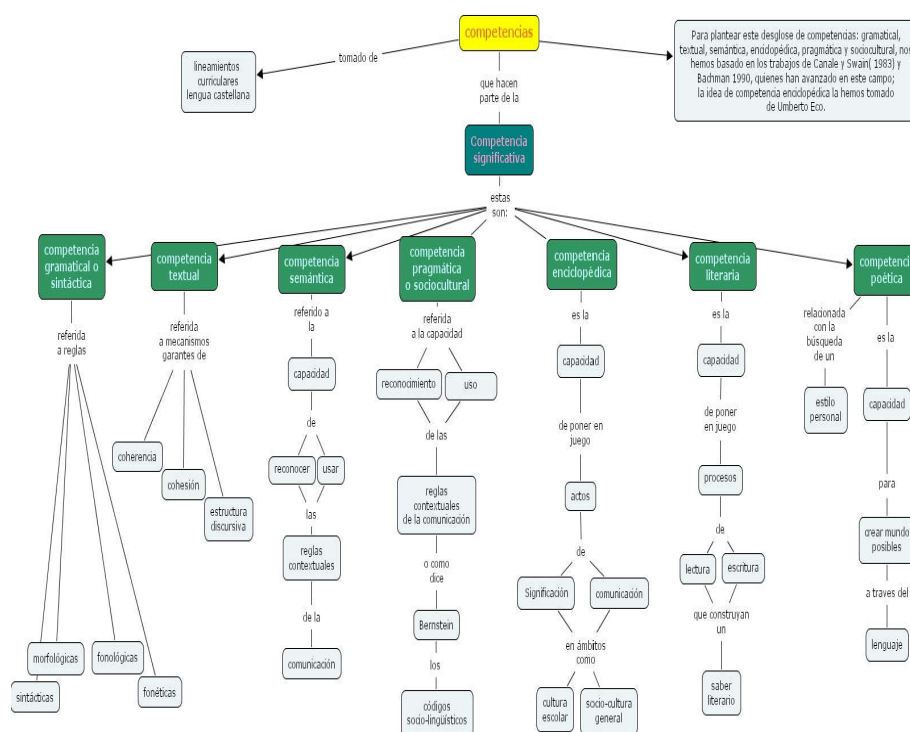 competencias
tomado de
lineamientos
curriculares
lengua castellana
Para plantear este desglose de competencias: gramatical,
textual, semántica, enciclopédica, pragmática y sociocultural, nos
hemos basado en los trabajos de Canale y Swain( 1983) y
Bachman 1990, quienes han avanzado en este campo;
la idea de competencia enciclopédica la hemos tomado
de Umberto Eco.
que hacen
parte de la
Competencia
significativa
estas
son:
competencia
gramatical o
sintáctica
referida
a reglas
morfológicas
fonológicas
sintácticas
fonéticas
competencia
textual
referida
a mecanismos
garantes de
coherencia
cohesión
estructura
discursiva
competencia
semántica
referido a
la
capacidad
de
reconocer
usar
las
reglas
contextuales
de la
comunicación
competencia
pragmática
o sociocultural
referida
a la capacidad
reconocimiento
uso
de las
reglas
contextuales
de la comunicación
o como
dice
Bernstein
los
códigos
socio-lingüísticos
competencia
enciclopédica
es la
capacidad
de poner en
juego
actos
de
Significación
comunicación
en ámbitos
como
cultura
escolar
socio-cultura
general
competencia
literaria
es la
capacidad
de poner
en juego
procesos
de
lectura
escritura
que construyan
un
saber
literario
competencia
poética
relacionada
con la
búsqueda
de un
estilo
personal
es la
capacidad
para
crear mundos
posibles
a traves del
lenguaje